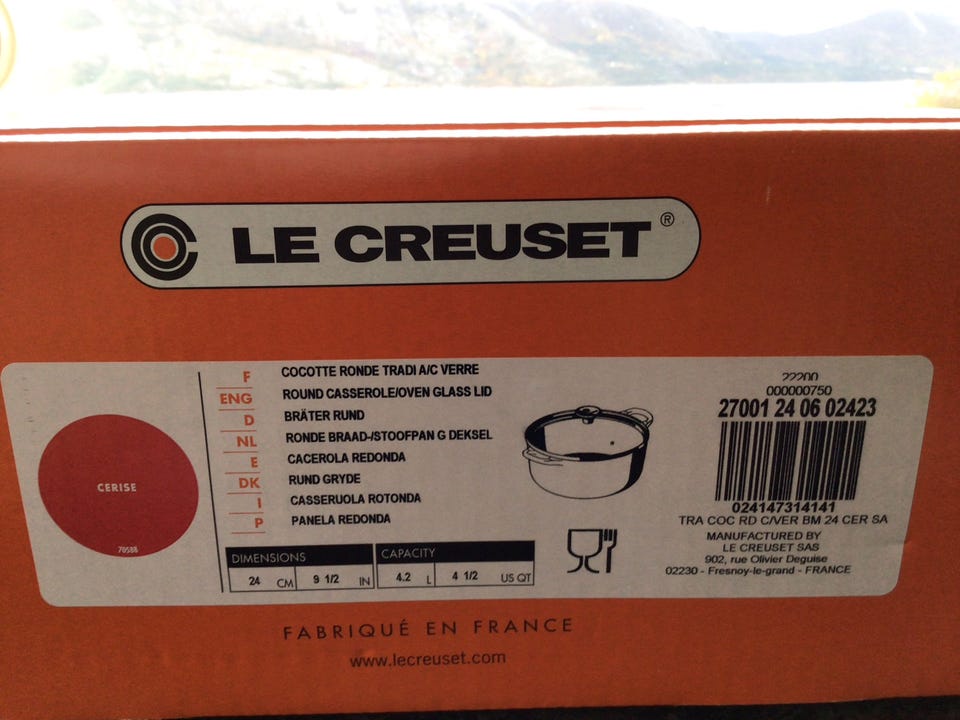 LE CREUSET ®
CERISE
70588
F COCOTTE RONDE TRADI A/C VERRE
ENG ROUND CASSEROLE/OVEN GLASS LID
D BRÄTER RUND
NL RONDE BRAAD-/STOOFPAN G DEKSEL
E CACEROLA REDONDA
DK RUND GRYDE
I CASSERUOLA ROTONDA
P PANELA REDONDA
DIMENSIONS CAPACITY
24 CM 9 1/2 IN 4.2 L 4 1/2 US QT
22200
000000750
27001 24 06 02423
024147314141
TRA COC RD C/VER BM 24 CER SA
MANUFACTURED BY
LE CREUSET SAS
902, rue Olivier Deguise
02230 - Fresnoy-le-grand - FRANCE
FABRIQUÉ EN FRANCE
www.lecreuset.com